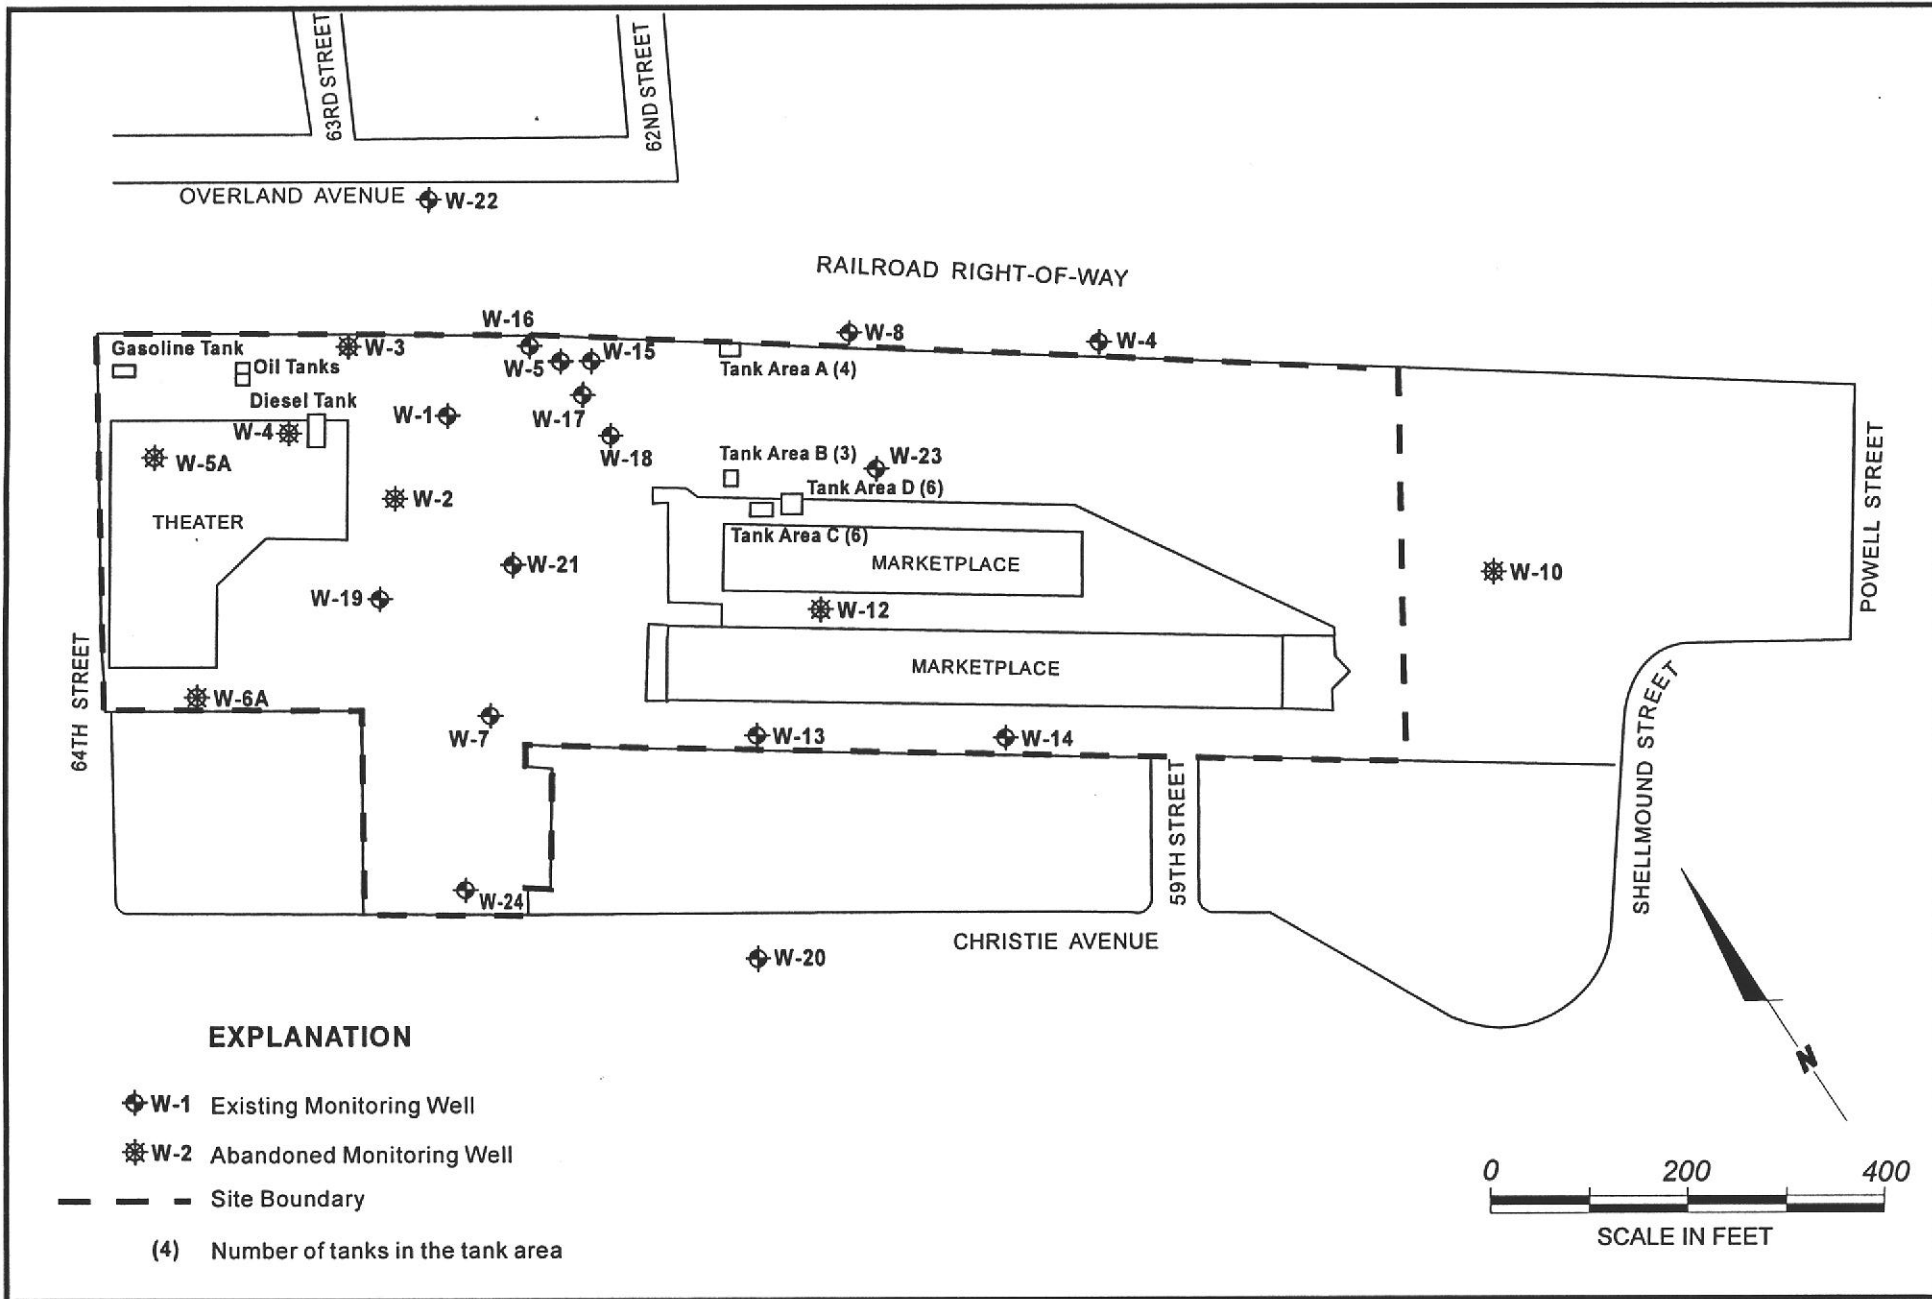 63RD STREET
62ND STREET
OVERLAND AVENUE
W-22
RAILROAD RIGHT-OF-WAY
W-16
W-8
W-4
Gasoline Tank
W-3
W-15
W-5
Oil Tanks
Tank Area A (4)
Diesel Tank
W-1
W-17
W-4
W-18
W-5A
Tank Area B (3)
W-23
Tank Area D (6)
W-2
THEATER
Tank Area C (6)
MARKETPLACE
W-21
W-10
POWELL STREET
W-19
W-12
MARKETPLACE
64TH STREET
W-6A
W-7
W-13
W-14
59TH STREET
SHELLMOUND STREET
W-24
CHRISTIE AVENUE
W-20
N
EXPLANATION
W-1 Existing Monitoring Well
W-2 Abandoned Monitoring Well
Site Boundary
(4) Number of tanks in the tank area
0 200 400
SCALE IN FEET